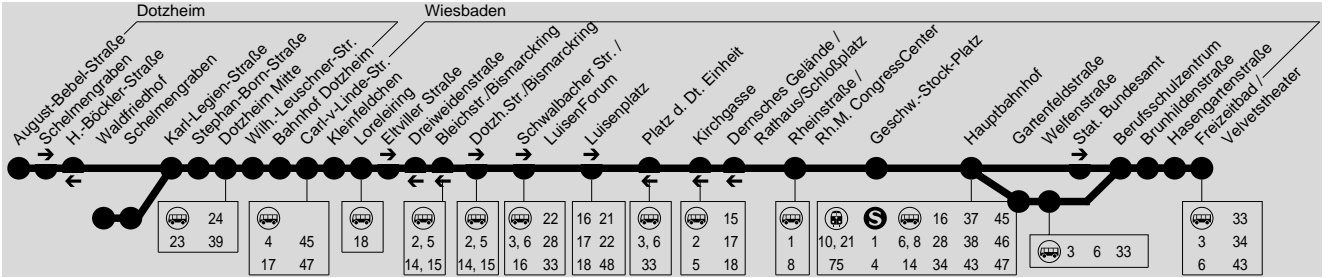 Dotzheim
Wiesbaden
August-Bebel-Straße
Schelmengraben
H.-Böckler-Straße
Waldfriedhof
Schelmengraben
Karl-Legien-Straße
Stephan-Born-Straße
Dotzheim Mitte
Wilh.-Leuschner-Str.
Bahnhof Dotzheim
Carl-v-Linde-Str.
Kleinfeldchen
Loreleiring
Eltviller Straße
Dreiweidenstraße
Bleichstr./Bismarckring
Dotzh.Str./Bismarckring
Schwalbacher Str. /
LuisenForum
Luisenplatz
Platz d. Dt. Einheit
Kirchgasse
Dernsches Gelände /
Rathaus/Schloßplatz
Rheinstraße /
Rh.M. CongressCenter
Geschw.-Stock-Platz
Hauptbahnhof
Gartenfeldstraße
Welfenstraße
Stat. Bundesamt
Berufsschulzentrum
Brunhildenstraße
Hasengartenstraße
Freizeitbad /
Velvetstheater
24
23 39
4 45
17 47
18
2, 5
14, 15
2, 5
14, 15
22
3, 6 28
16 33
16 21
17 22
18 48
3, 6
33
15
2 17
5 18
1
8
S 16 37 45
10, 21 1 6, 8 28 38 46
75 4 14 34 43 47
3 6 33
33
3 34
6 43